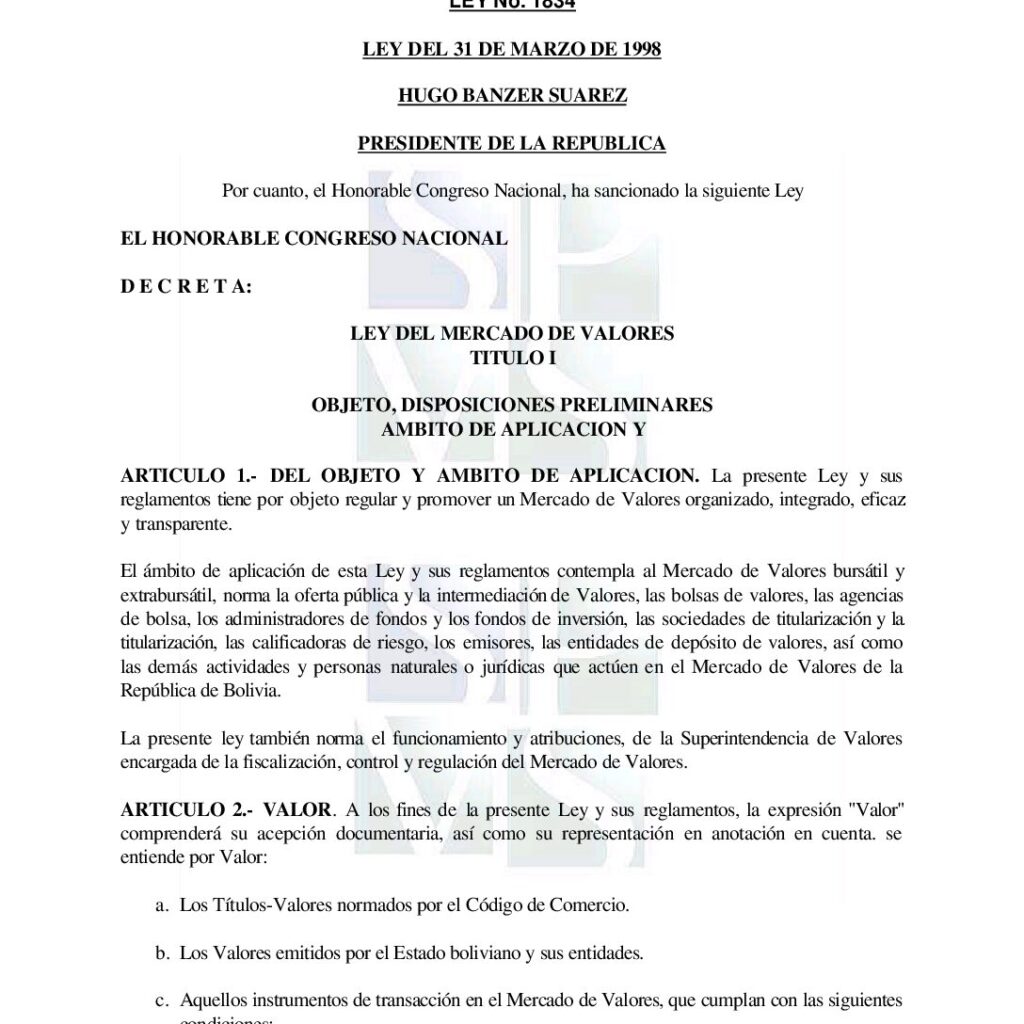 LEY No. 1834
LEY DEL 31 DE MARZO DE 1998
HUGO BANZER SUAREZ
PRESIDENTE DE LA REPUBLICA
Por cuanto, el Honorable Congreso Nacional, ha sancionado la siguiente Ley
EL HONORABLE CONGRESO NACIONAL
D E C R E T A:
LEY DEL MERCADO DE VALORES
TITULO I
OBJETO, DISPOSICIONES PRELIMINARES
AMBITO DE APLICACION Y
ARTICULO 1.- DEL OBJETO Y AMBITO DE APLICACION. La presente Ley y sus
reglamentos tiene por objeto regular y promover un Mercado de Valores organizado, integrado, eficaz
y transparente.
El ámbito de aplicación de esta Ley y sus reglamentos contempla al Mercado de Valores bursátil y
extrabursátil, norma la oferta pública y la intermediación de Valores, las bolsas de valores, las agencias
de bolsa, los administradores de fondos y los fondos de inversión, las sociedades de titularización y la
titularización, las calificadoras de riesgo, los emisores, las entidades de depósito de valores, así como
las demás actividades y personas naturales o jurídicas que actúen en el Mercado de Valores de la
República de Bolivia.
La presente ley también norma el funcionamiento y atribuciones, de la Superintendencia de Valores
encargada de la fiscalización, control y regulación del Mercado de Valores.
ARTICULO 2.- VALOR. A los fines de la presente Ley y sus reglamentos, la expresión "Valor"
comprenderá su acepción documentaria, así como su representación en anotación en cuenta. se
entiende por Valor:
a. Los Títulos-Valores normados por el Código de Comercio.
b. Los Valores emitidos por el Estado boliviano y sus entidades.
c. Aquellos instrumentos de transacción en el Mercado de Valores, que cumplan con las siguientes
condiciones:
SPMS
SPMS